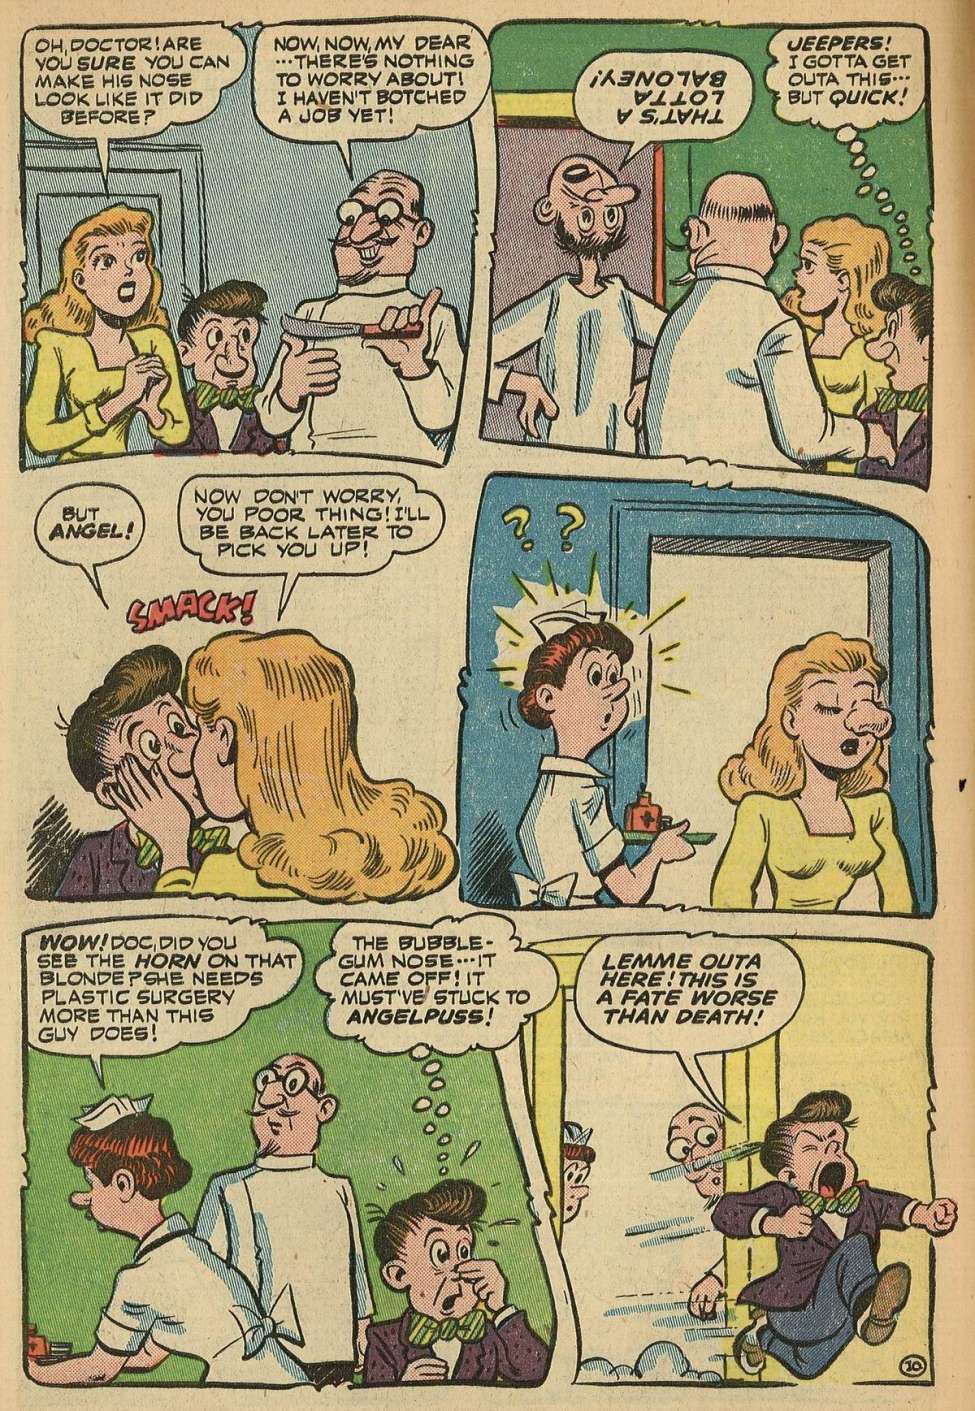 OH, DOCTOR! ARE
YOU SURE YOU CAN
MAKE HIS NOSE
LOOK LIKE IT DID
BEFORE?
NOW, NOW, MY DEAR
...THERE'S NOTHING
TO WORRY ABOUT!
I HAVEN'T BOTCHED
A JOB YET!
THAT'S A
LOTTA
BALONEY!
JEEPERS!
I GOTTA GET
OUTA THIS...
BUT QUICK!
BUT
ANGEL!
NOW DON'T WORRY,
YOU POOR THING! I'LL
BE BACK LATER TO
PICK YOU UP!
SMACK!
? ?
WOW! DOC, DID YOU
SEE THE HORN ON THAT
BLONDE? SHE NEEDS
PLASTIC SURGERY
MORE THAN THIS
GUY DOES!
THE BUBBLE-
GUM NOSE...IT
CAME OFF! IT
MUST'VE STUCK TO
ANGELPUSS!
LEMME OUTA
HERE! THIS IS
A FATE WORSE
THAN DEATH!
10